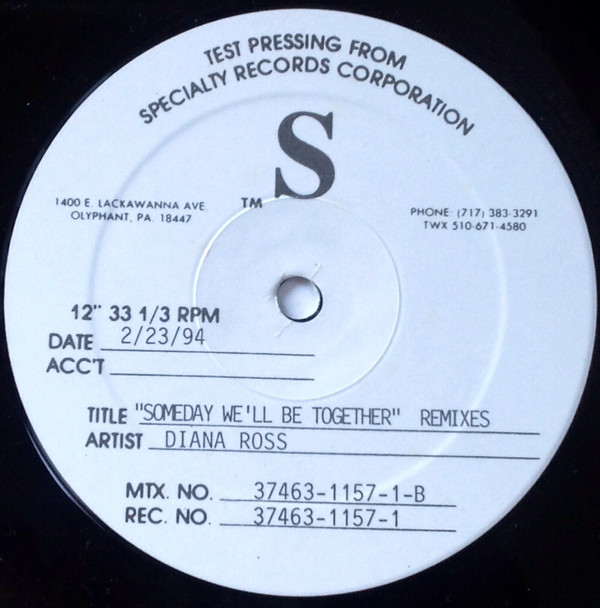 TEST PRESSING FROM
SPECIALTY RECORDS CORPORATION
S
TM
1400 E. LACKAWANNA AVE.
OLYPHANT, PA. 18447
PHONE: (717) 383-3291
TWX 510-671-4580
12" 33 1/3 RPM
DATE 2/23/94
ACC'T
TITLE "SOMEDAY WE'LL BE TOGETHER" REMIXES
ARTIST DIANA ROSS
MTX. NO. 37463-1157-1-B
REC. NO. 37463-1157-1